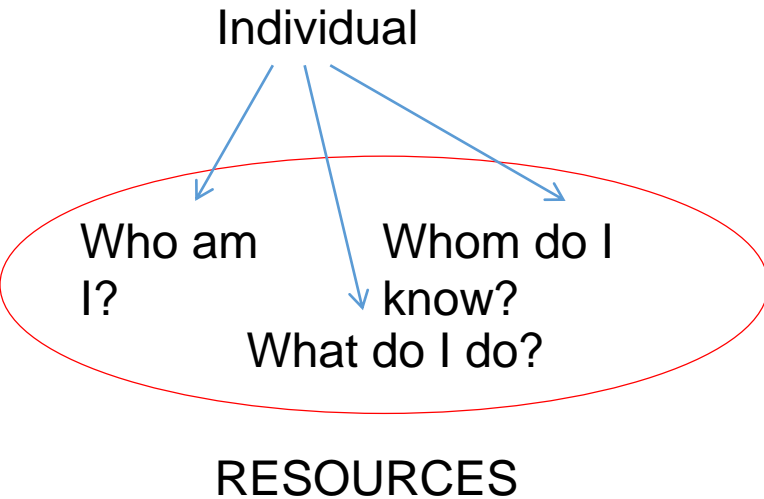 Individual
Who am
I?
Whom do I
know?
What do I do?
RESOURCES